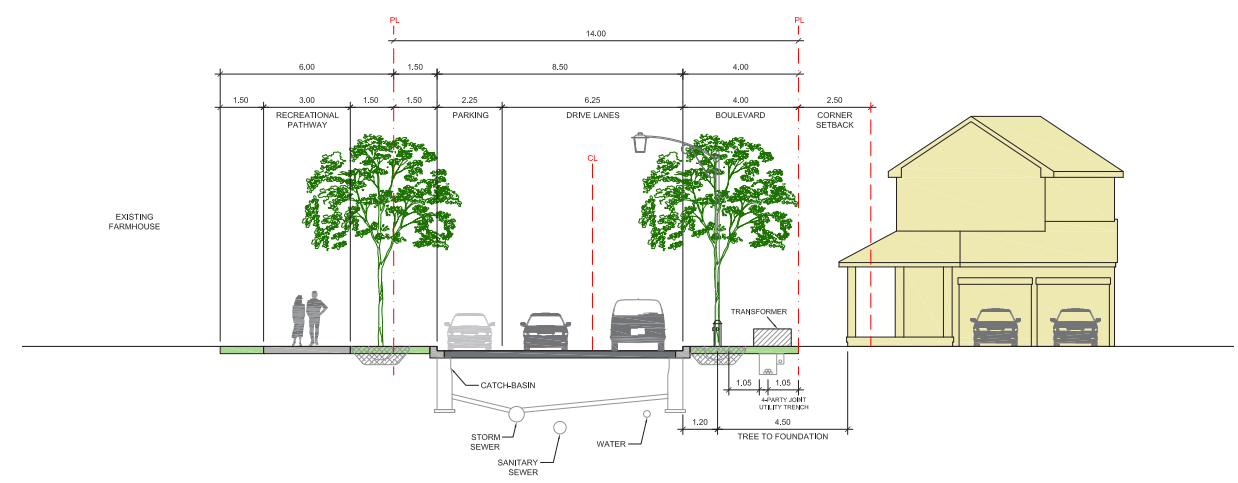 PL
PL
14.00
6.00
1.50
8.50
4.00
1.50
3.00
1.50
1.50
2.25
6.25
4.00
2.50
RECREATIONAL
PATHWAY
PARKING
DRIVE LANES
BOULEVARD
CORNER
SETBACK
CL
EXISTING
FARMHOUSE
TRANSFORMER
CATCH-BASIN
1.05
1.05
4-PARTY JOINT
UTILITY TRENCH
1.20
4.50
TREE TO FOUNDATION
STORM
SEWER
WATER
SANITARY
SEWER